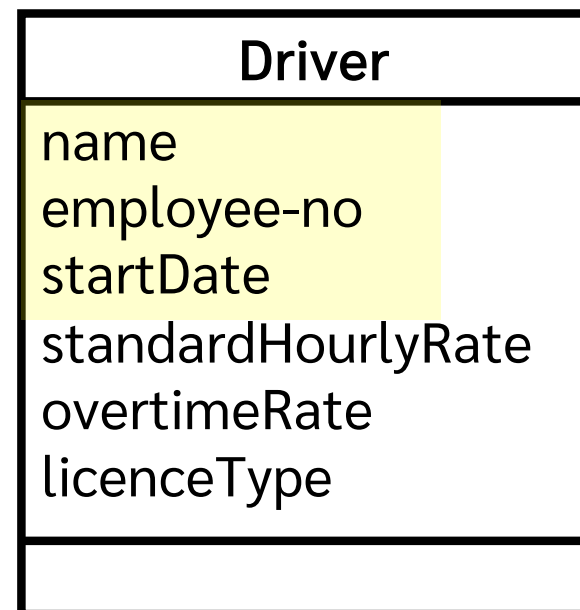 Driver
name
employee-no
startDate
standardHourlyRate
overtimeRate
licenceType